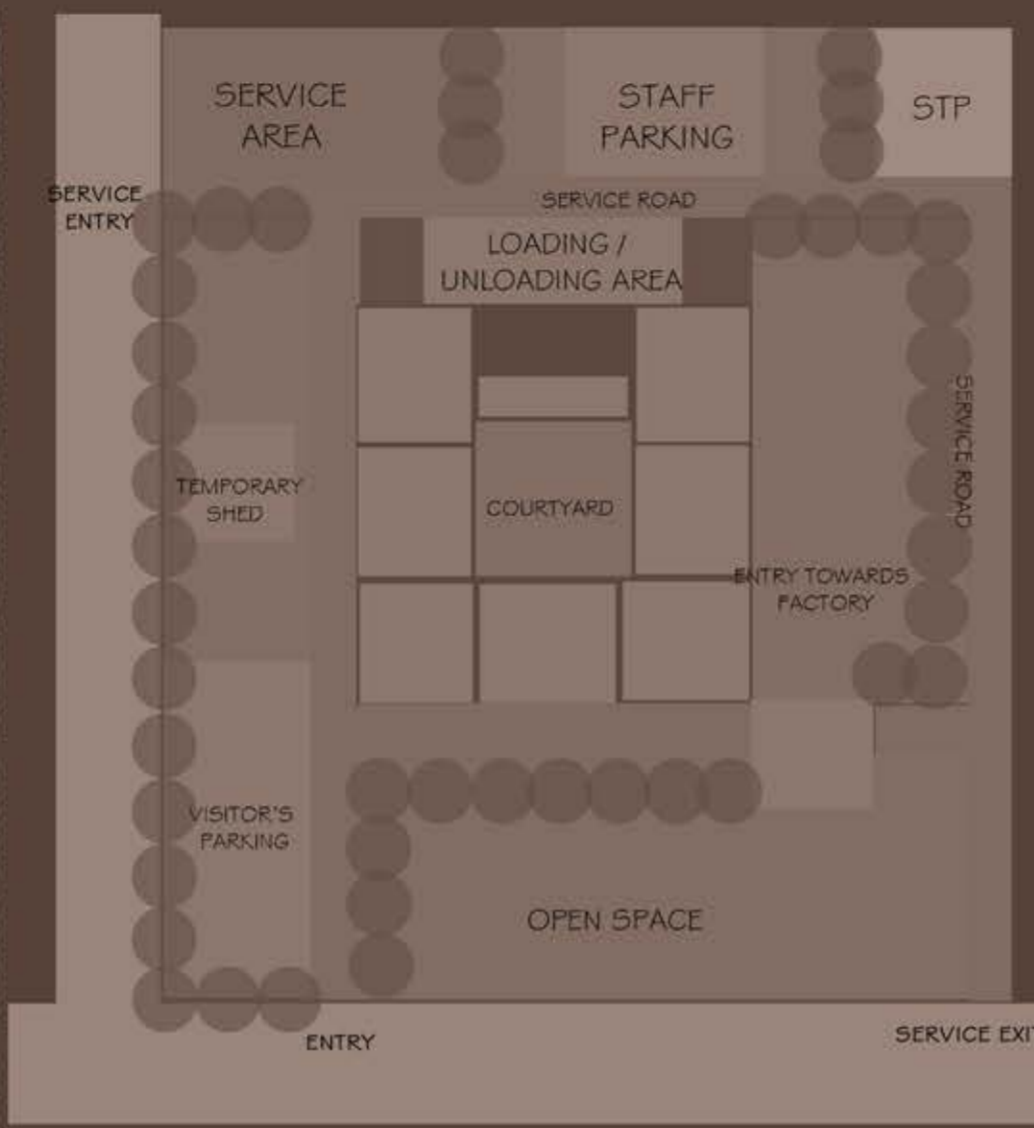 SERVICE
AREA
STAFF
PARKING
STP
SERVICE
ENTRY
SERVICE ROAD
LOADING /
UNLOADING AREA
SERVICE ROAD
TEMPORARY
SHED
COURTYARD
ENTRY TOWARDS
FACTORY
VISITOR'S
PARKING
OPEN SPACE
ENTRY
SERVICE EXIT